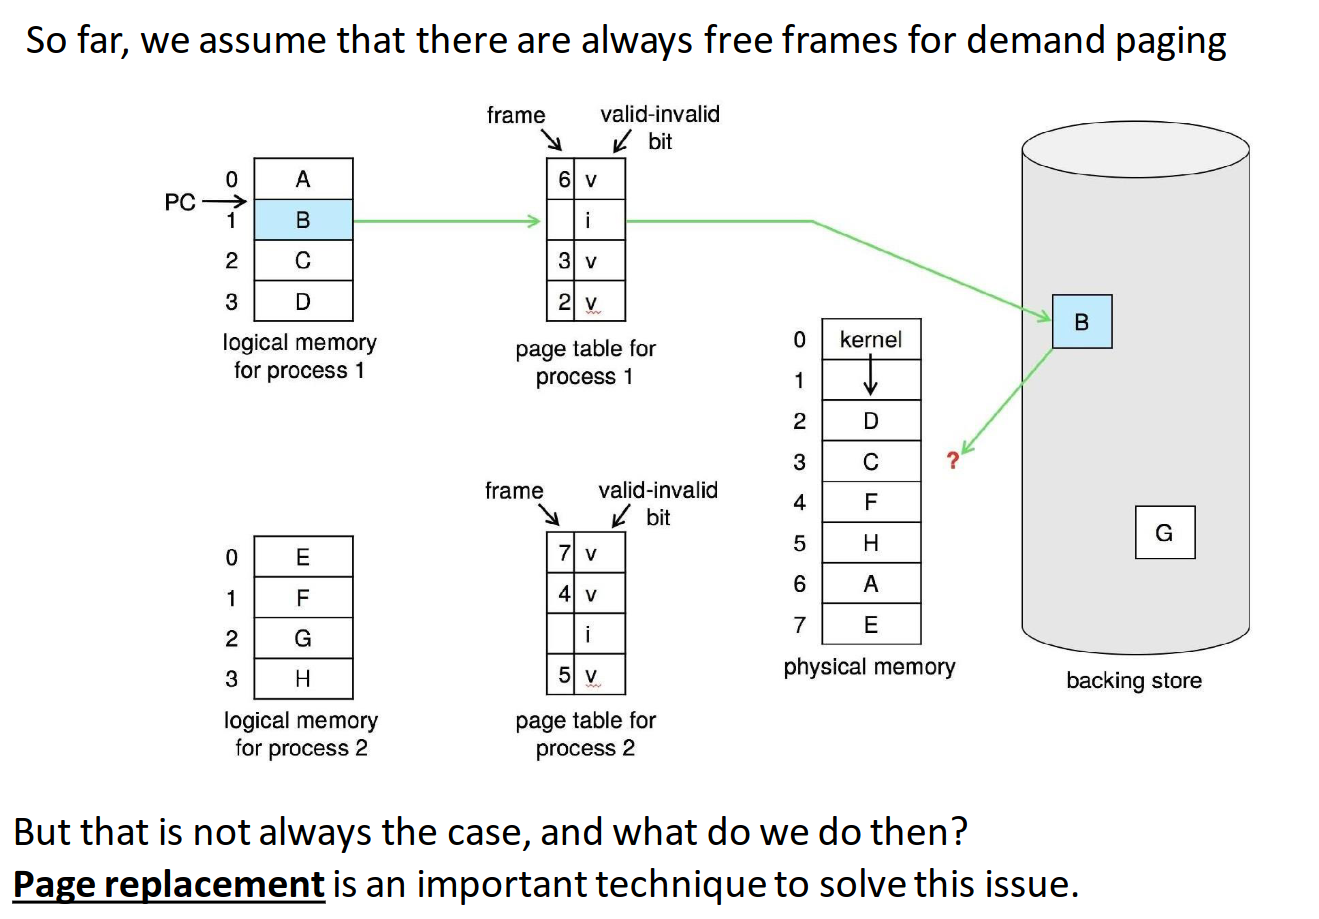 So far, we assume that there are always free frames for demand paging
frame
valid-invalid
bit
PC
0 A
1 B
2 C
3 D
logical memory
for process 1
6 v
i
3 v
2 v
page table for
process 1
0 kernel
1
2 D
3 C
4 F
5 H
6 A
7 E
physical memory
?
B
G
backing store
frame
valid-invalid
bit
0 E
1 F
2 G
3 H
logical memory
for process 2
7 v
4 v
i
5 v
page table for
process 2
But that is not always the case, and what do we do then?
Page replacement is an important technique to solve this issue.